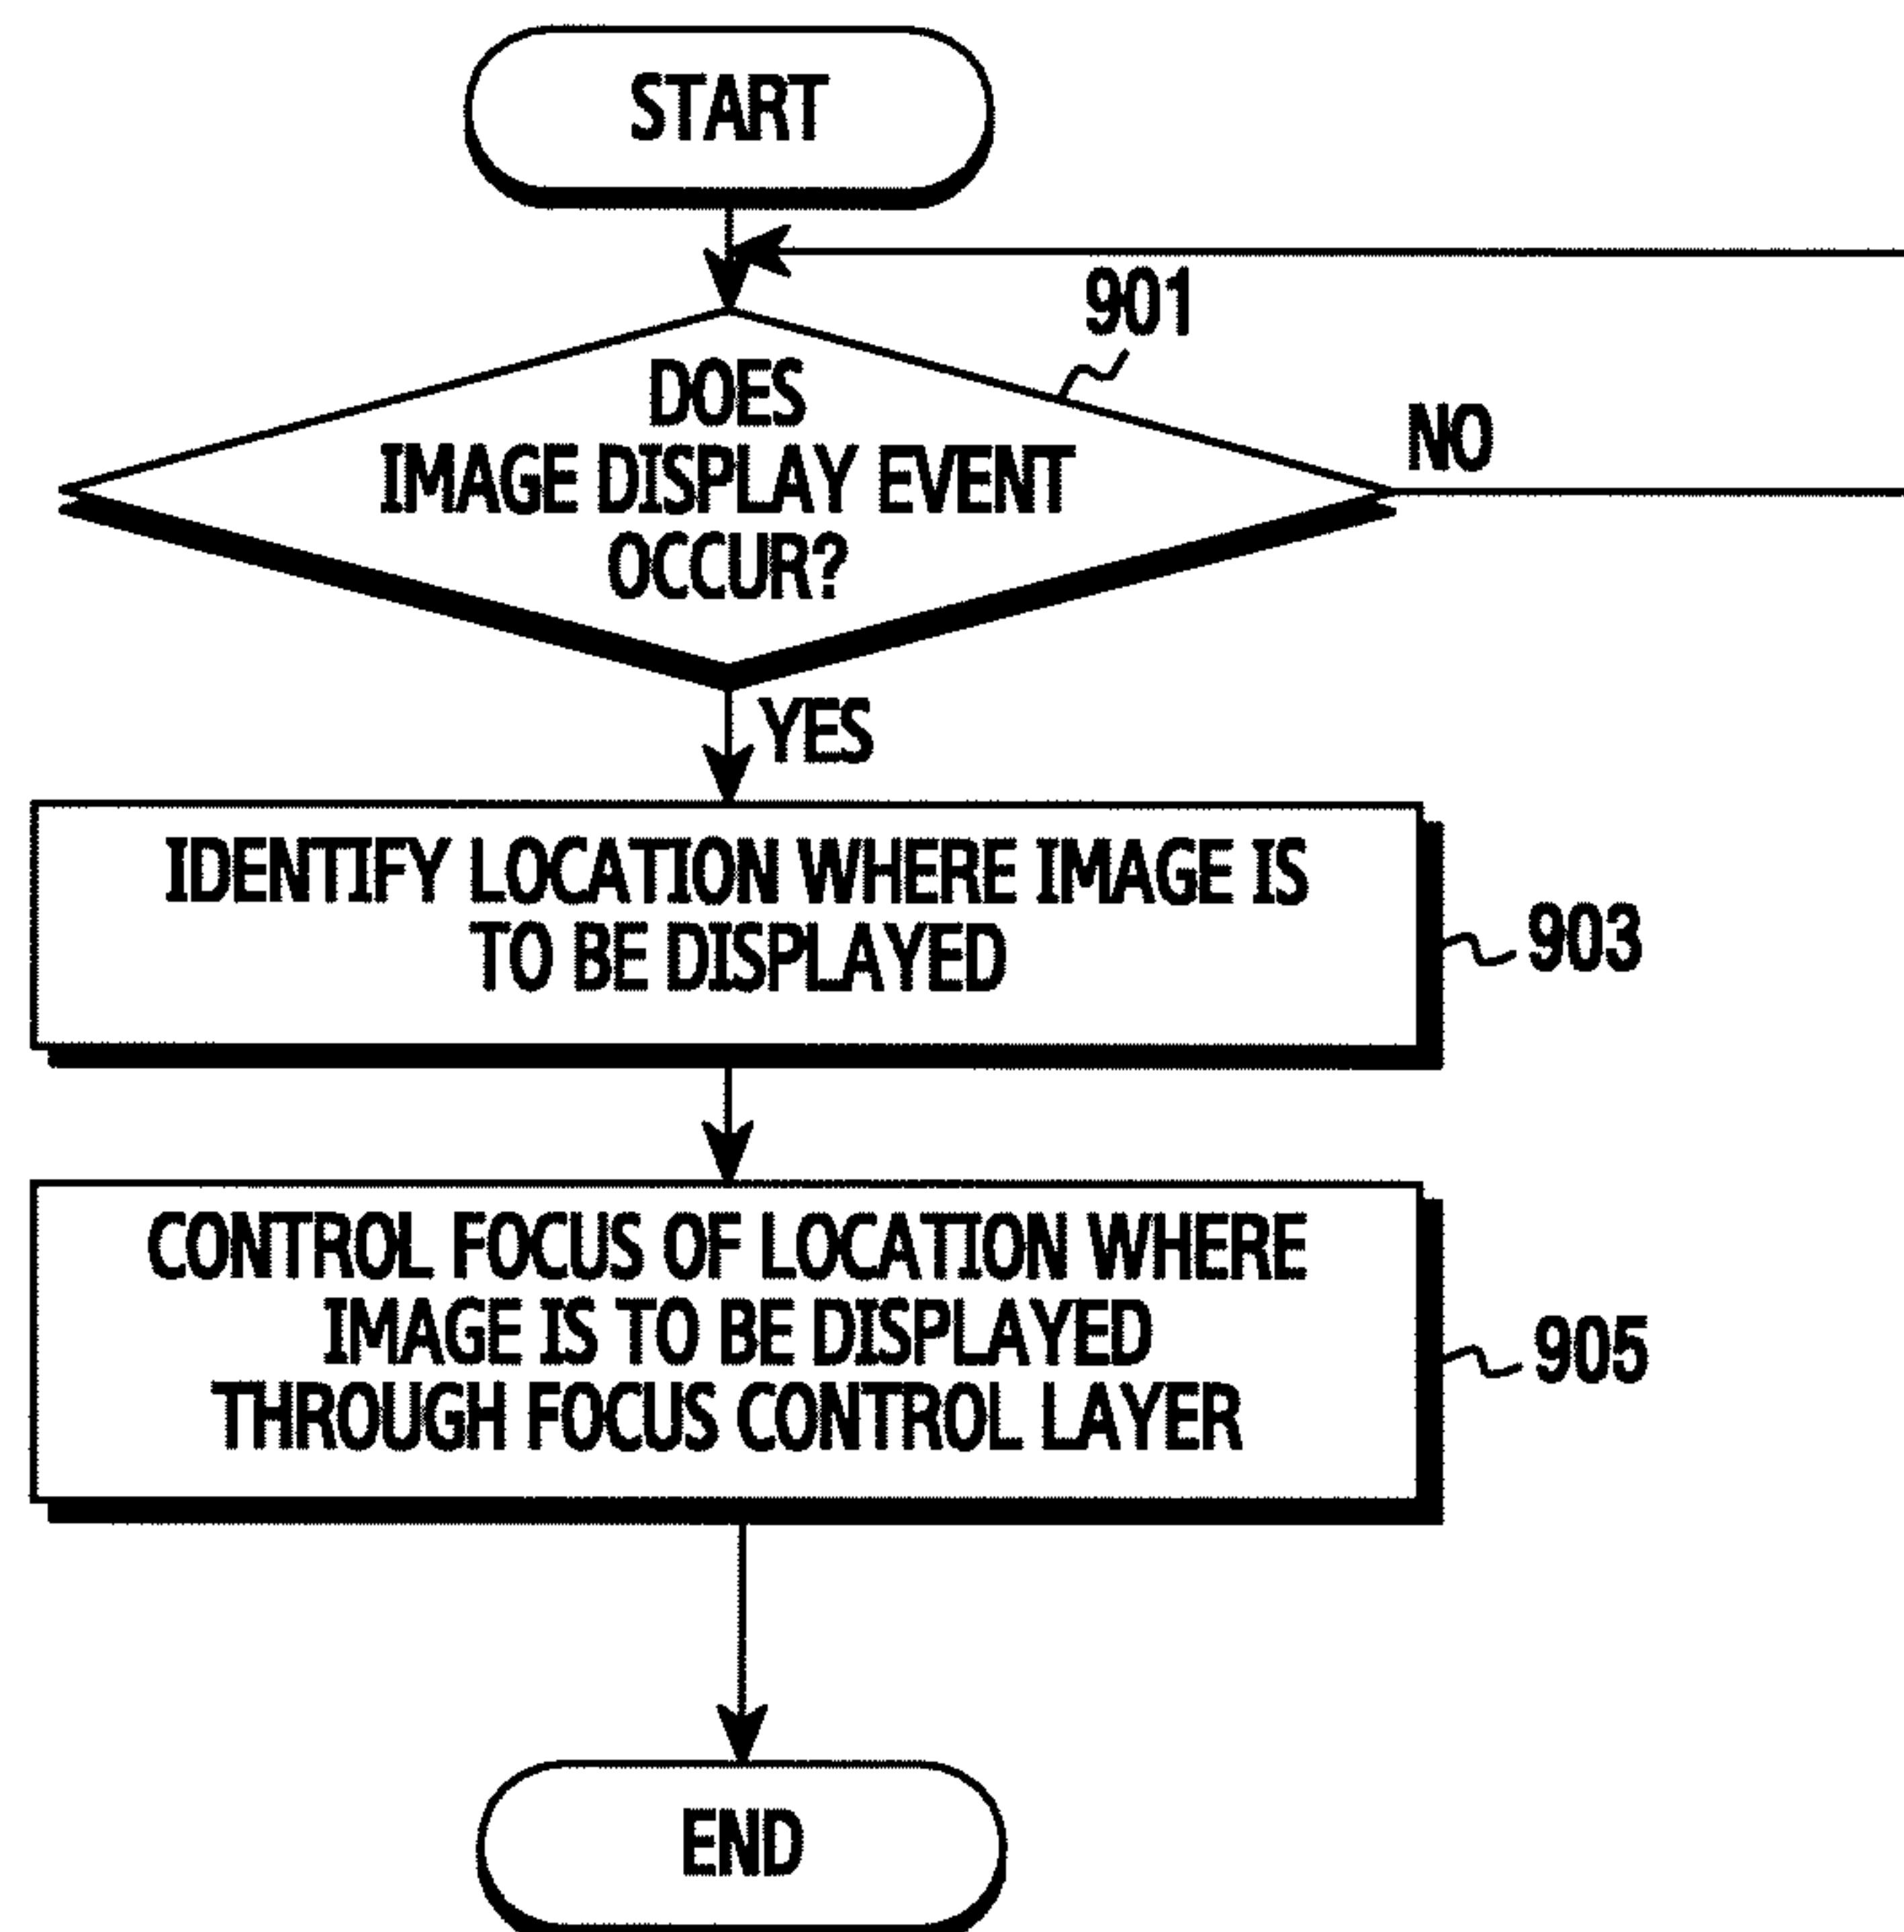 START
901
DOES
IMAGE DISPLAY EVENT
OCCUR?
NO
YES
IDENTIFY LOCATION WHERE IMAGE IS
TO BE DISPLAYED
903
CONTROL FOCUS OF LOCATION WHERE
IMAGE IS TO BE DISPLAYED
THROUGH FOCUS CONTROL LAYER
905
END